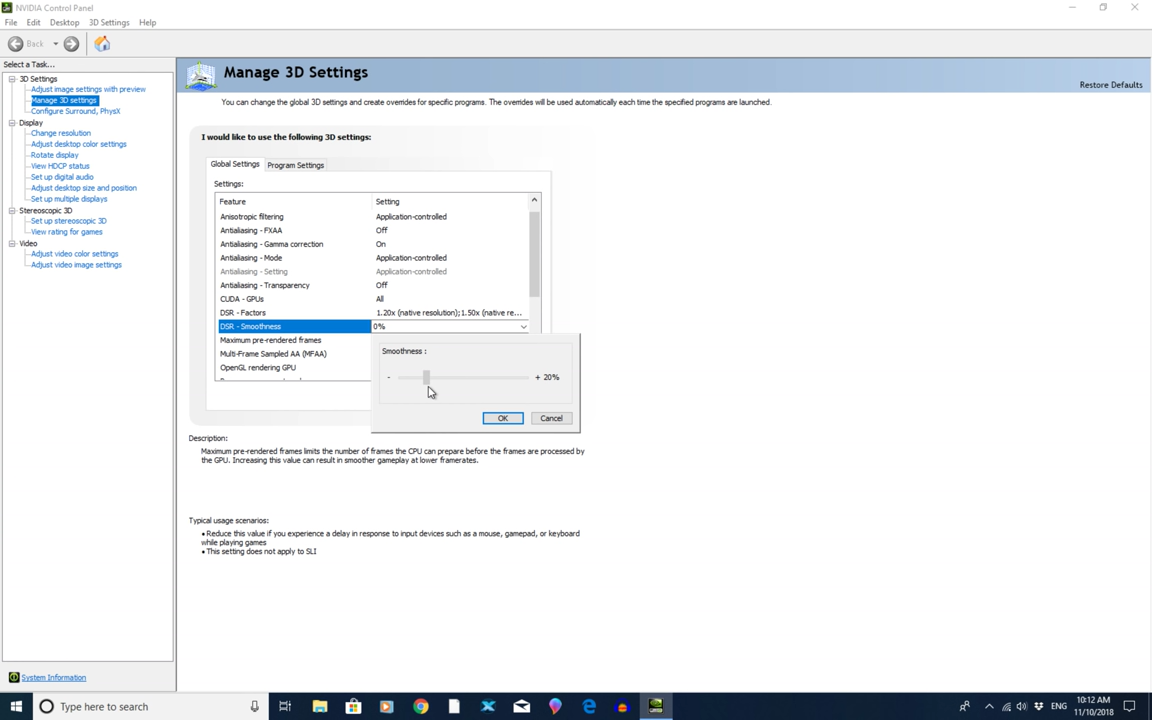 NVIDIA Control Panel
File Edit Desktop 3D Settings Help
Back
Select a Task...
3D Settings
Adjust image settings with preview
Manage 3D settings
Configure Surround, PhysX
Display
Change resolution
Adjust desktop color settings
Rotate display
View HDCP status
Set up digital audio
Adjust desktop size and position
Set up multiple displays
Stereoscopic 3D
Set up stereoscopic 3D
View rating for games
Video
Adjust video color settings
Adjust video image settings
System Information
Manage 3D Settings
Restore Defaults
You can change the global 3D settings and create overrides for specific programs. The overrides will be used automatically each time the specified programs are launched.
I would like to use the following 3D settings:
Global Settings Program Settings
Settings:
Feature Setting
Anisotropic filtering Application-controlled
Antialiasing - FXAA Off
Antialiasing - Gamma correction On
Antialiasing - Mode Application-controlled
Antialiasing - Setting Application-controlled
Antialiasing - Transparency Off
CUDA - GPUs All
DSR - Factors 1.20x (native resolution);1.50x (native re...
DSR - Smoothness 0%
Maximum pre-rendered frames
Multi-Frame Sampled AA (MFAA)
OpenGL rendering GPU
Smoothness :
- + 20%
OK Cancel
Description:
Maximum pre-rendered frames limits the number of frames the CPU can prepare before the frames are processed by
the GPU. Increasing this value can result in smoother gameplay at lower framerates.
Typical usage scenarios:
• Reduce this value if you experience a delay in response to input devices such as a mouse, gamepad, or keyboard
while playing games
• This setting does not apply to SLI
Type here to search
ENG
10:12 AM
11/10/2018